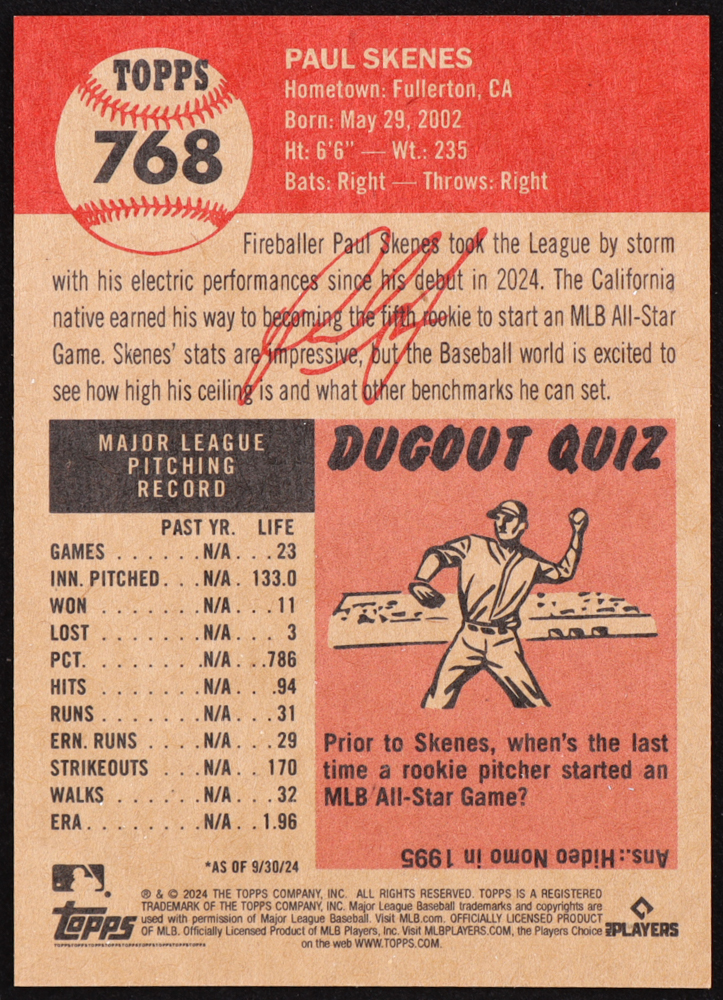 TOPPS
768
PAUL SKENES
Hometown: Fullerton, CA
Born: May 29, 2002
Ht: 6'6" — Wt.: 235
Bats: Right — Throws: Right
Fireballer Paul Skenes took the League by storm
with his electric performances since his debut in 2024. The California
native earned his way to becoming the fifth rookie to start an MLB All-Star
Game. Skenes' stats are impressive, but the Baseball world is excited to
see how high his ceiling is and what other benchmarks he can set.
MAJOR LEAGUE
PITCHING
RECORD
PAST YR. LIFE
GAMES . . . . . . N/A . . . 23
INN. PITCHED . . . N/A . 133.0
WON . . . . . . . N/A . . . 11
LOST . . . . . . . N/A . . . 3
PCT. . . . . . . . N/A . . .786
HITS . . . . . . . N/A . . . 94
RUNS . . . . . . . N/A . . . 31
ERN. RUNS . . . . N/A . . . 29
STRIKEOUTS . . . . N/A . . 170
WALKS . . . . . . N/A . . . 32
ERA . . . . . . . N/A . . 1.96
*AS OF 9/30/24
DUGOUT QUIZ
Prior to Skenes, when's the last
time a rookie pitcher started an
MLB All-Star Game?
Ans.: Hideo Nomo in 1995
® & © 2024 THE TOPPS COMPANY, INC. ALL RIGHTS RESERVED. TOPPS IS A REGISTERED
TRADEMARK OF THE TOPPS COMPANY, INC. Major League Baseball trademarks and copyrights are
used with permission of Major League Baseball. Visit MLB.com. OFFICIALLY LICENSED PRODUCT
OF MLB. Officially Licensed Product of MLB Players, Inc. Visit MLBPLAYERS.COM, the Players Choice
on the web WWW.TOPPS.COM.
Topps
MLBPLAYERS